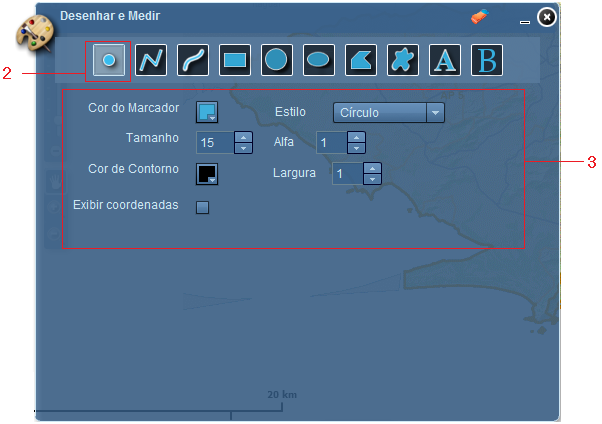 Desenhar e Medir
2
A B
Cor do Marcador Estilo Círculo
Tamanho 15 Alfa 1
3
Cor de Contorno Largura 1
Exibir coordenadas
20 km